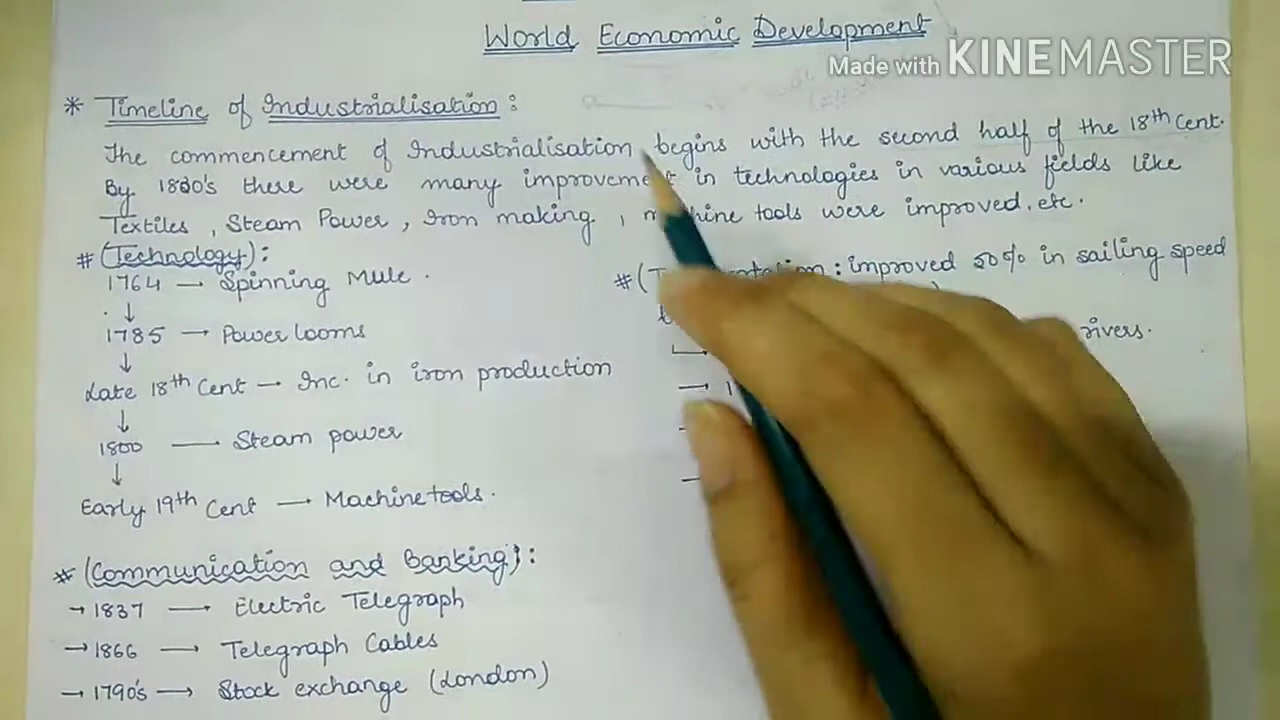 World Economic Development
Made with KINEMASTER
* Timeline of Industrialisation :
The commencement of Industrialisation begins with the second half of the 18th Cent.
By 1830's there were many improvement in technologies in various fields like
Textiles, Steam Power, Iron making, machine tools were improved. etc.
# (Technology) :
1764 — Spinning Mule .
↓
1785 → Power looms
↓
Late 18th Cent — Inc. in iron production
↓
1800 — Steam power
↓
Early 19th Cent → Machine tools.
# ( : improved 50% in sailing speed
rivers.
* (Communication and Banking) :
→ 1837 → Electric Telegraph
→ 1866 → Telegraph Cables
→ 1790's → Stock exchange (London)